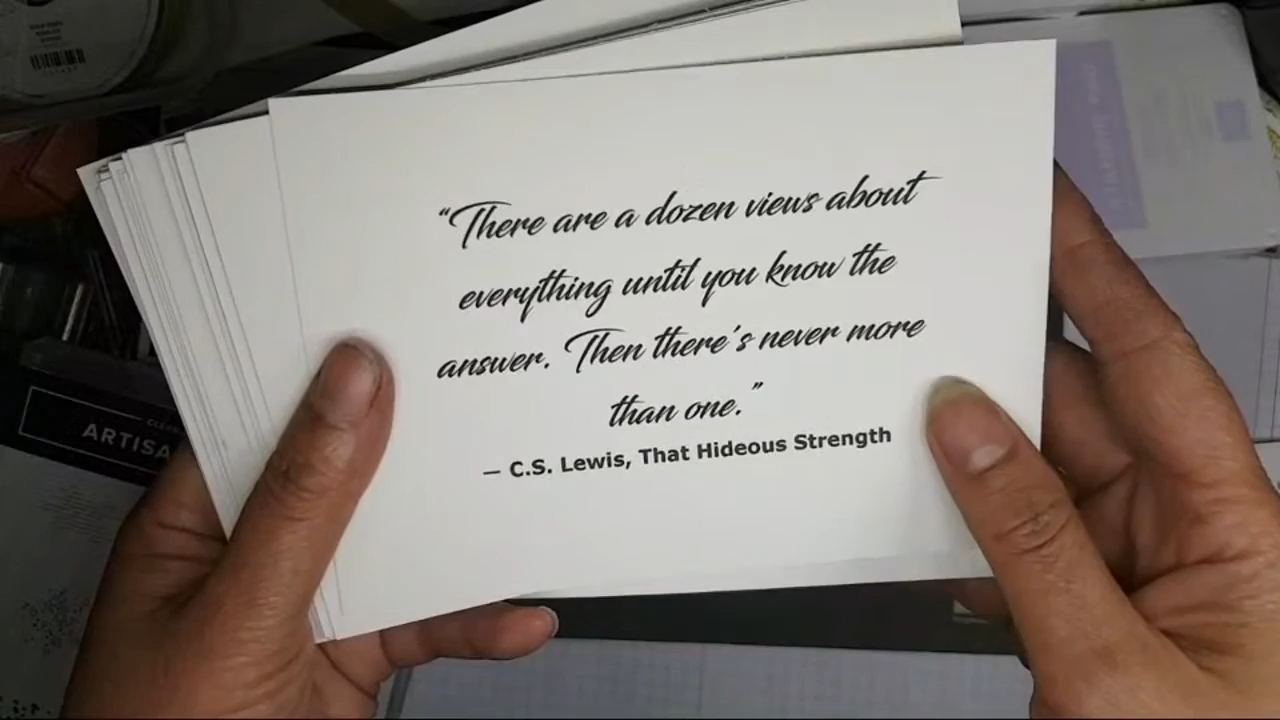 “There are a dozen views about
everything until you know the
answer. Then there's never more
than one.”
— C.S. Lewis, That Hideous Strength
ARTISA